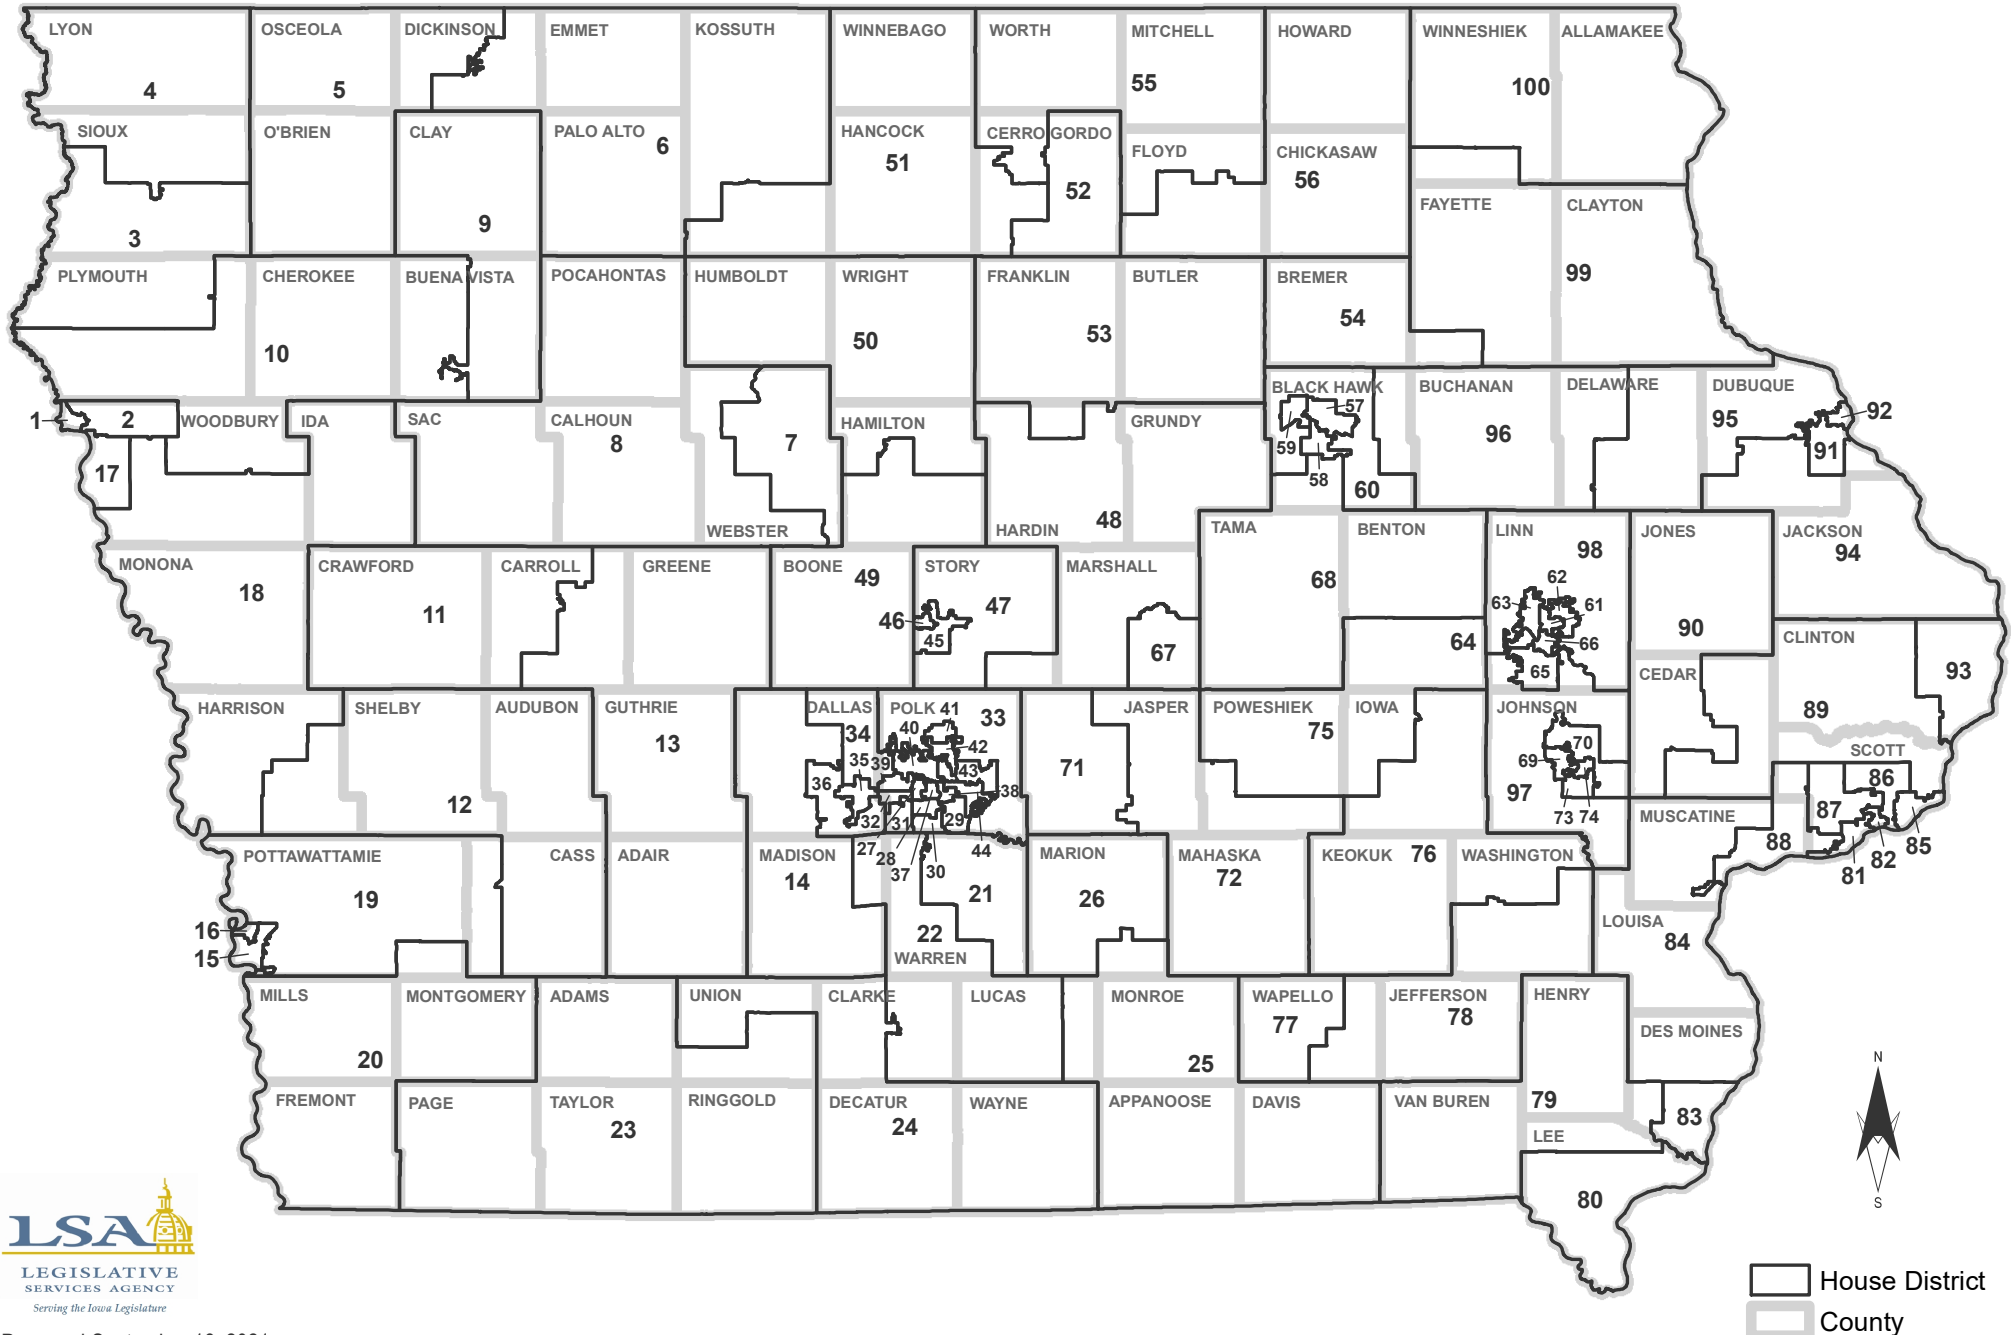 LYON
OSCEOLA
DICKINSON
EMMET
KOSSUTH
WINNEBAGO
WORTH
MITCHELL
HOWARD
WINNESHIEK
ALLAMAKEE
4
5
55
100
SIOUX
O'BRIEN
CLAY
PALO ALTO
6
HANCOCK
51
CERRO GORDO
52
FLOYD
CHICKASAW
56
3
9
FAYETTE
CLAYTON
99
PLYMOUTH
CHEROKEE
10
BUENA VISTA
POCAHONTAS
HUMBOLDT
WRIGHT
50
FRANKLIN
53
BUTLER
BREMER
54
1
2
WOODBURY
IDA
SAC
CALHOUN
8
7
HAMILTON
GRUNDY
BLACK HAWK
57
59
58
60
BUCHANAN
96
DELAWARE
DUBUQUE
95
92
91
17
WEBSTER
HARDIN
48
TAMA
BENTON
LINN
98
JONES
JACKSON
94
MONONA
18
CRAWFORD
11
CARROLL
GREENE
BOONE
49
STORY
47
46
45
MARSHALL
67
68
64
62
63
61
66
65
90
CLINTON
93
CEDAR
89
HARRISON
SHELBY
12
AUDUBON
GUTHRIE
13
DALLAS
34
POLK
41
33
40
42
35
39
43
36
38
32
31
29
27
28
37
30
44
JASPER
71
POWESHIEK
75
IOWA
JOHNSON
70
69
97
73
74
SCOTT
86
87
85
82
81
88
MUSCATINE
POTTAWATTAMIE
19
CASS
ADAIR
MADISON
14
21
22
WARREN
MARION
26
MAHASKA
72
KEOKUK
76
WASHINGTON
LOUISA
84
16
15
MILLS
20
MONTGOMERY
ADAMS
UNION
CLARKE
LUCAS
MONROE
25
WAPELLO
77
JEFFERSON
78
HENRY
79
DES MOINES
83
FREMONT
PAGE
TAYLOR
23
RINGGOLD
DECATUR
24
WAYNE
APPANOOSE
DAVIS
VAN BUREN
LEE
80
N
S
LSA
LEGISLATIVE
SERVICES AGENCY
Serving the Iowa Legislature
House District
County